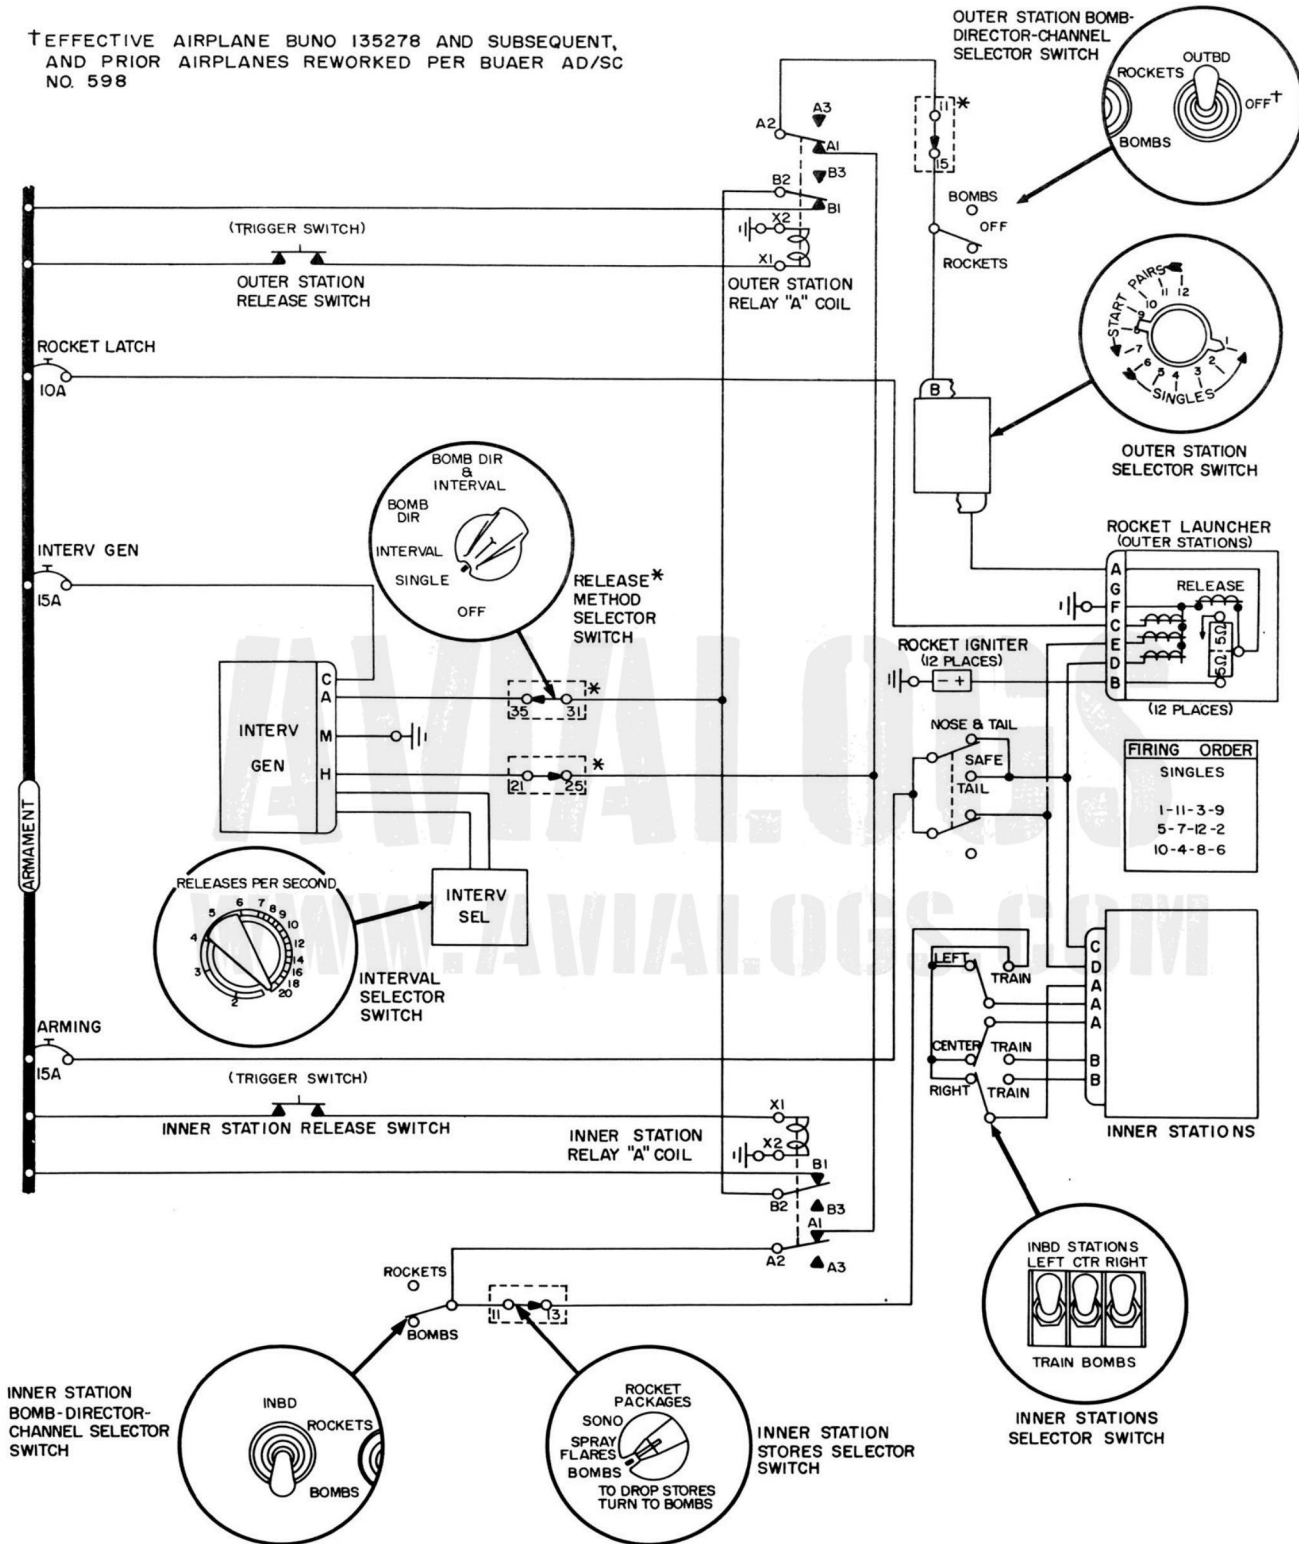 †EFFECTIVE AIRPLANE BUNO 135278 AND SUBSEQUENT,
AND PRIOR AIRPLANES REWORKED PER BUAER AD/SC
NO. 598
OUTER STATION BOMB-
DIRECTOR-CHANNEL
SELECTOR SWITCH
OUTBD
ROCKETS
OFF†
BOMBS
A3
A2
A1
B3
B2
B1
X2
X1
11
*
15
BOMBS
OFF
ROCKETS
(TRIGGER SWITCH)
OUTER STATION
RELEASE SWITCH
OUTER STATION
RELAY "A" COIL
START PAIRS
12
11
10
9
8
7
6
5
4
3
2
1
SINGLES
OUTER STATION
SELECTOR SWITCH
B
ROCKET LATCH
10A
BOMB DIR
&
INTERVAL
BOMB
DIR
INTERVAL
SINGLE
OFF
RELEASE*
METHOD
SELECTOR
SWITCH
INTERV GEN
15A
ROCKET LAUNCHER
(OUTER STATIONS)
A
G
F
C
E
D
B
RELEASE
5Ω
5Ω
(12 PLACES)
ROCKET IGNITER
(12 PLACES)
- +
INTERV
GEN
C
A
M
H
35
31
*
21
25
*
NOSE & TAIL
SAFE
TAIL
FIRING ORDER
SINGLES
1-11-3-9
5-7-12-2
10-4-8-6
ARMAMENT
AVIALOGS
WWW.AVIALOGS.COM
RELEASES PER SECOND
2
3
4
5
6
7
8
9
10
12
14
16
18
20
INTERV
SEL
INTERVAL
SELECTOR
SWITCH
LEFT
TRAIN
CENTER
TRAIN
RIGHT
TRAIN
C
D
A
A
A
B
B
INNER STATIONS
ARMING
15A
(TRIGGER SWITCH)
INNER STATION RELEASE SWITCH
INNER STATION
RELAY "A" COIL
X1
X2
B1
B2
B3
A1
A2
A3
ROCKETS
BOMBS
11
13
INBD STATIONS
LEFT CTR RIGHT
TRAIN BOMBS
INNER STATIONS
SELECTOR SWITCH
INNER STATION
BOMB-DIRECTOR-
CHANNEL SELECTOR
SWITCH
INBD
ROCKETS
BOMBS
ROCKET
PACKAGES
SONO
SPRAY
FLARES
BOMBS
TO DROP STORES
TURN TO BOMBS
INNER STATION
STORES SELECTOR
SWITCH